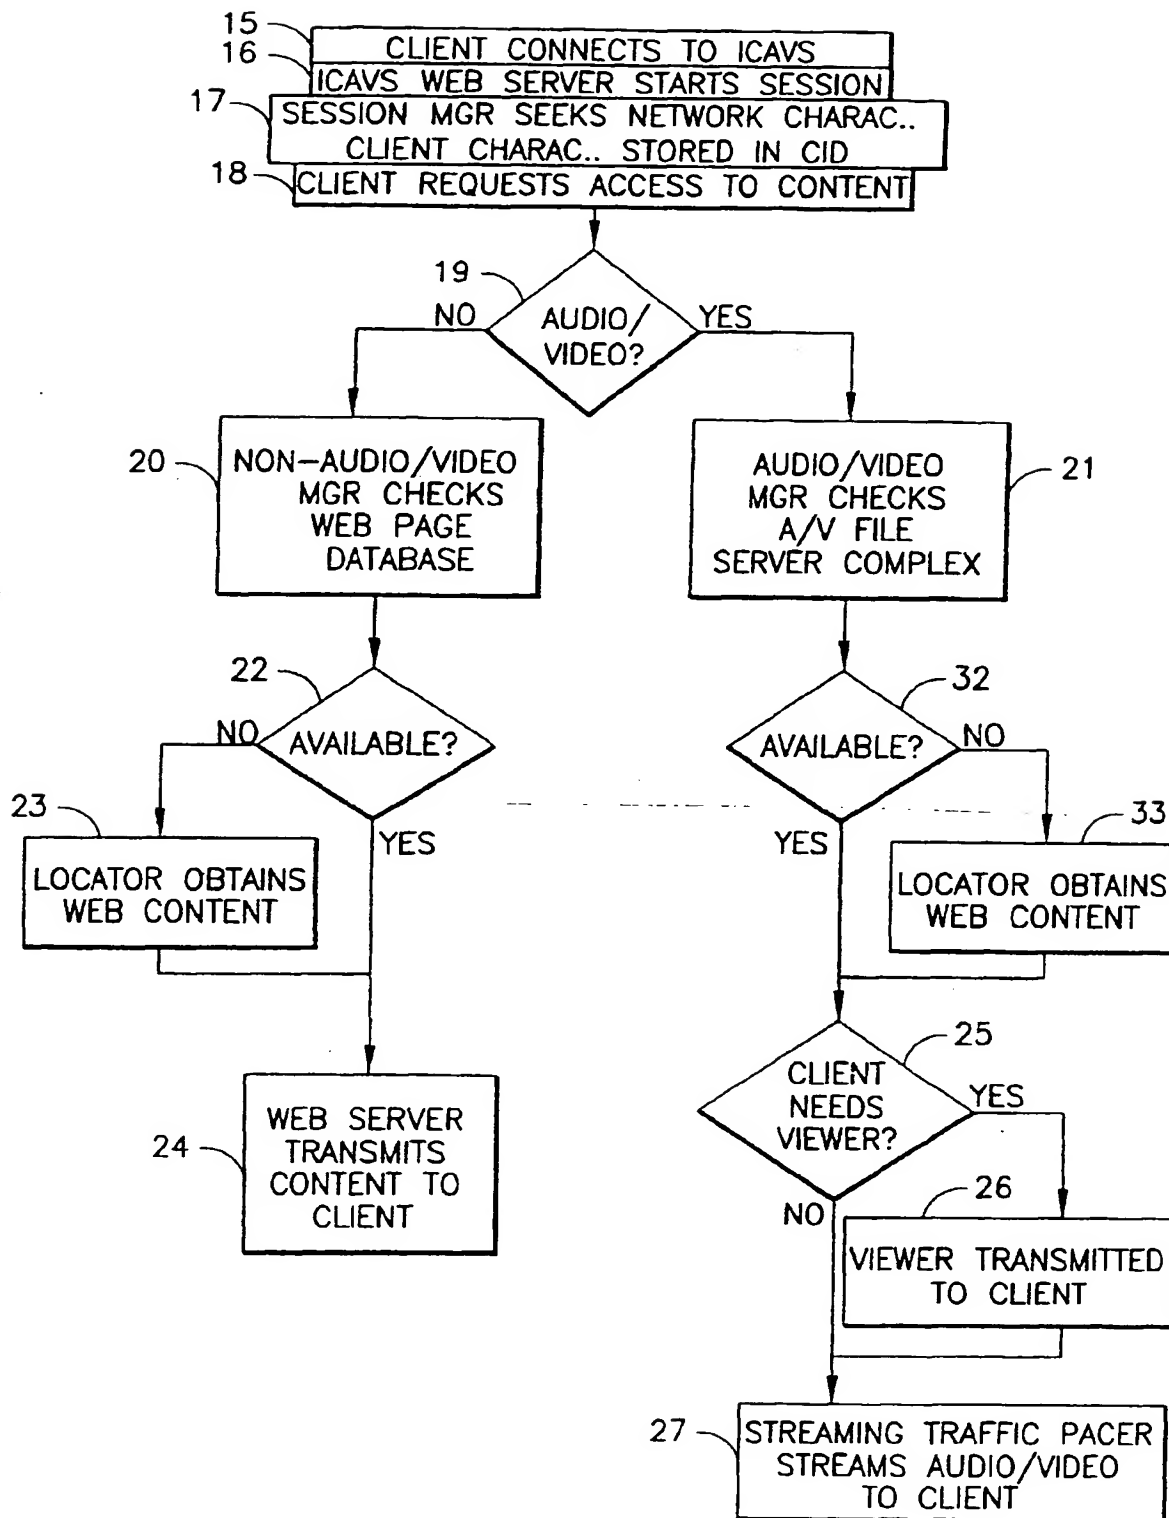 15
CLIENT CONNECTS TO ICAVS
16
ICAVS WEB SERVER STARTS SESSION
17
SESSION MGR SEEKS NETWORK CHARAC..
CLIENT CHARAC.. STORED IN CID
18
CLIENT REQUESTS ACCESS TO CONTENT
19
NO
AUDIO/
VIDEO?
YES
20
NON-AUDIO/VIDEO
MGR CHECKS
WEB PAGE
DATABASE
AUDIO/VIDEO
MGR CHECKS
A/V FILE
SERVER COMPLEX
21
22
NO
AVAILABLE?
YES
32
AVAILABLE?
NO
YES
23
LOCATOR OBTAINS
WEB CONTENT
33
LOCATOR OBTAINS
WEB CONTENT
24
WEB SERVER
TRANSMITS
CONTENT TO
CLIENT
25
CLIENT
NEEDS
VIEWER?
YES
NO
26
VIEWER TRANSMITTED
TO CLIENT
27
STREAMING TRAFFIC PACER
STREAMS AUDIO/VIDEO
TO CLIENT